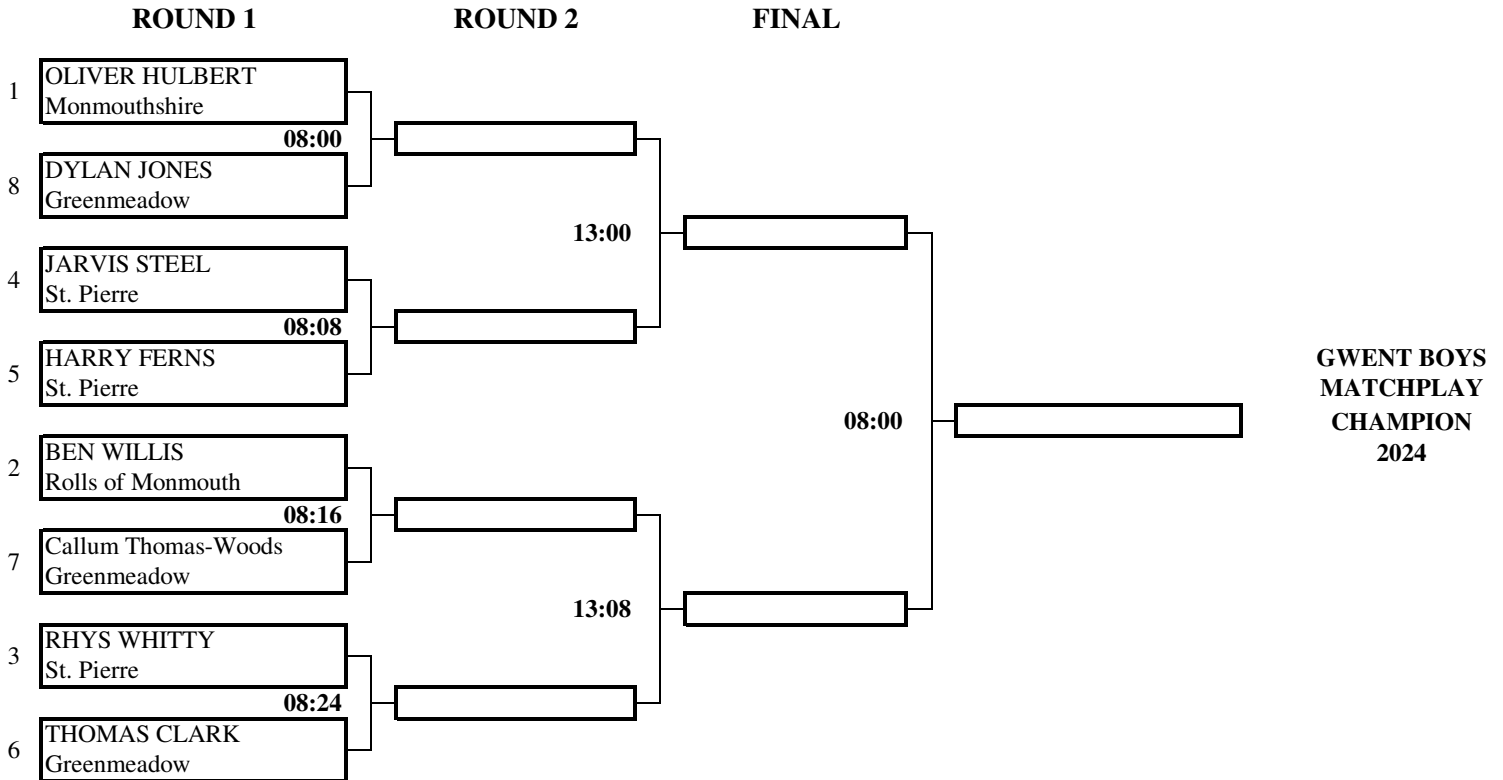 ROUND 1 ROUND 2 FINAL
1 OLIVER HULBERT
Monmouthshire
08:00
8 DYLAN JONES
Greenmeadow
13:00
4 JARVIS STEEL
St. Pierre
08:08
5 HARRY FERNS
St. Pierre
08:00
GWENT BOYS
MATCHPLAY
CHAMPION
2024
2 BEN WILLIS
Rolls of Monmouth
08:16
7 Callum Thomas-Woods
Greenmeadow
13:08
3 RHYS WHITTY
St. Pierre
08:24
6 THOMAS CLARK
Greenmeadow